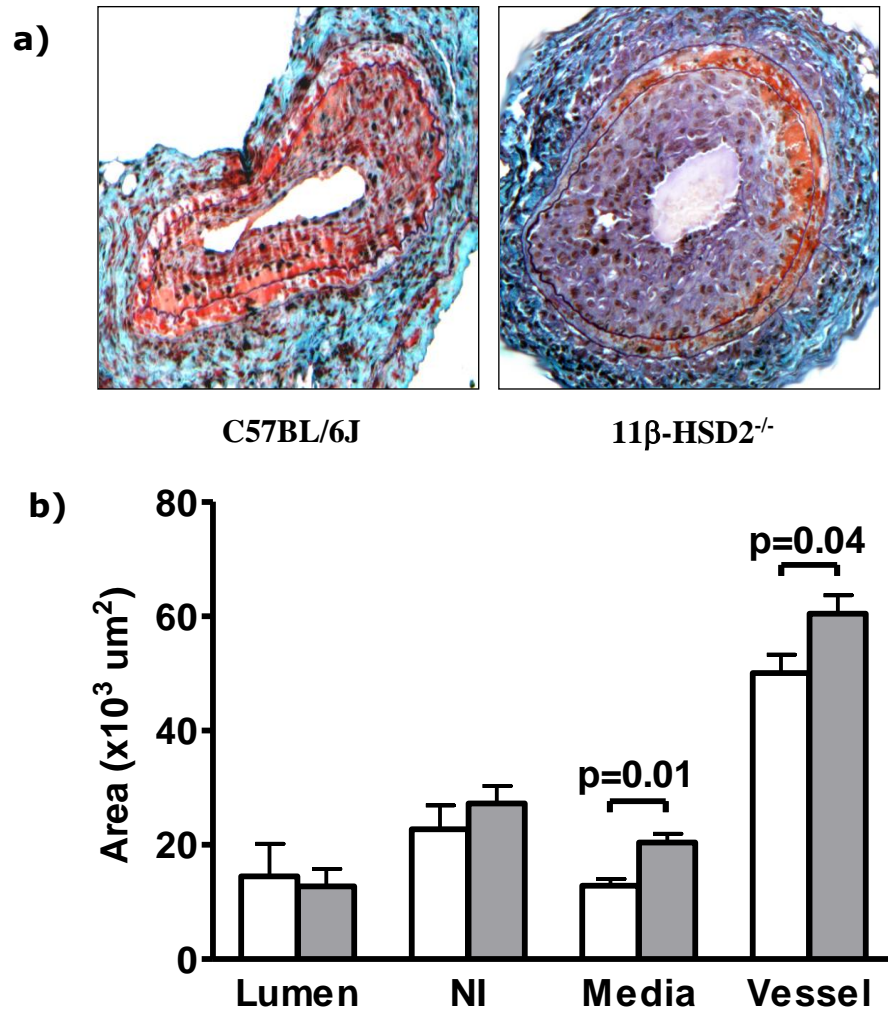 a)
C57BL/6J 11β-HSD2-/-
b)
Area (x10³ um²)
80
60
40
20
0
p=0.01
p=0.04
Lumen NI Media Vessel